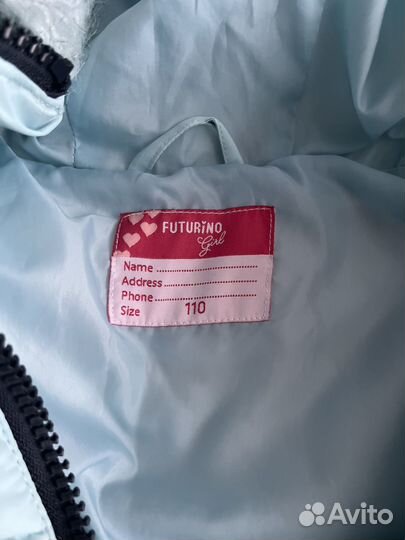 FUTURINO
Girl
Name..............................
Address..........................
Phone.............................
Size 110
Avito